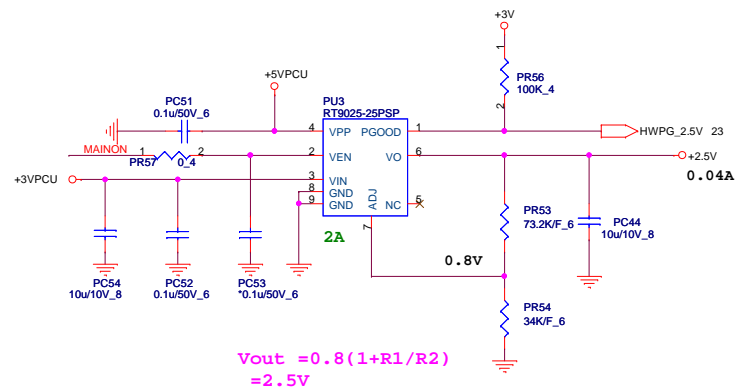 +3V
1
PR56
100K_4
2
+5VPCU
PC51
0.1u/50V_6
PU3
RT9025-25PSP
4 VPP PGOOD 1
HWPG_2.5V 23
MAINON 1 2
PR57 0_4
2 VEN VO 6
+2.5V
0.04A
+3VPCU
3 VIN
8 GND
9 GND
ADJ
NC 5
7
2A
PR53
73.2K/F_6
PC44
10u/10V_8
0.8V
PC54
10u/10V_8
PC52
0.1u/50V_6
PC53
*0.1u/50V_6
PR54
34K/F_6
Vout =0.8(1+R1/R2)
=2.5V